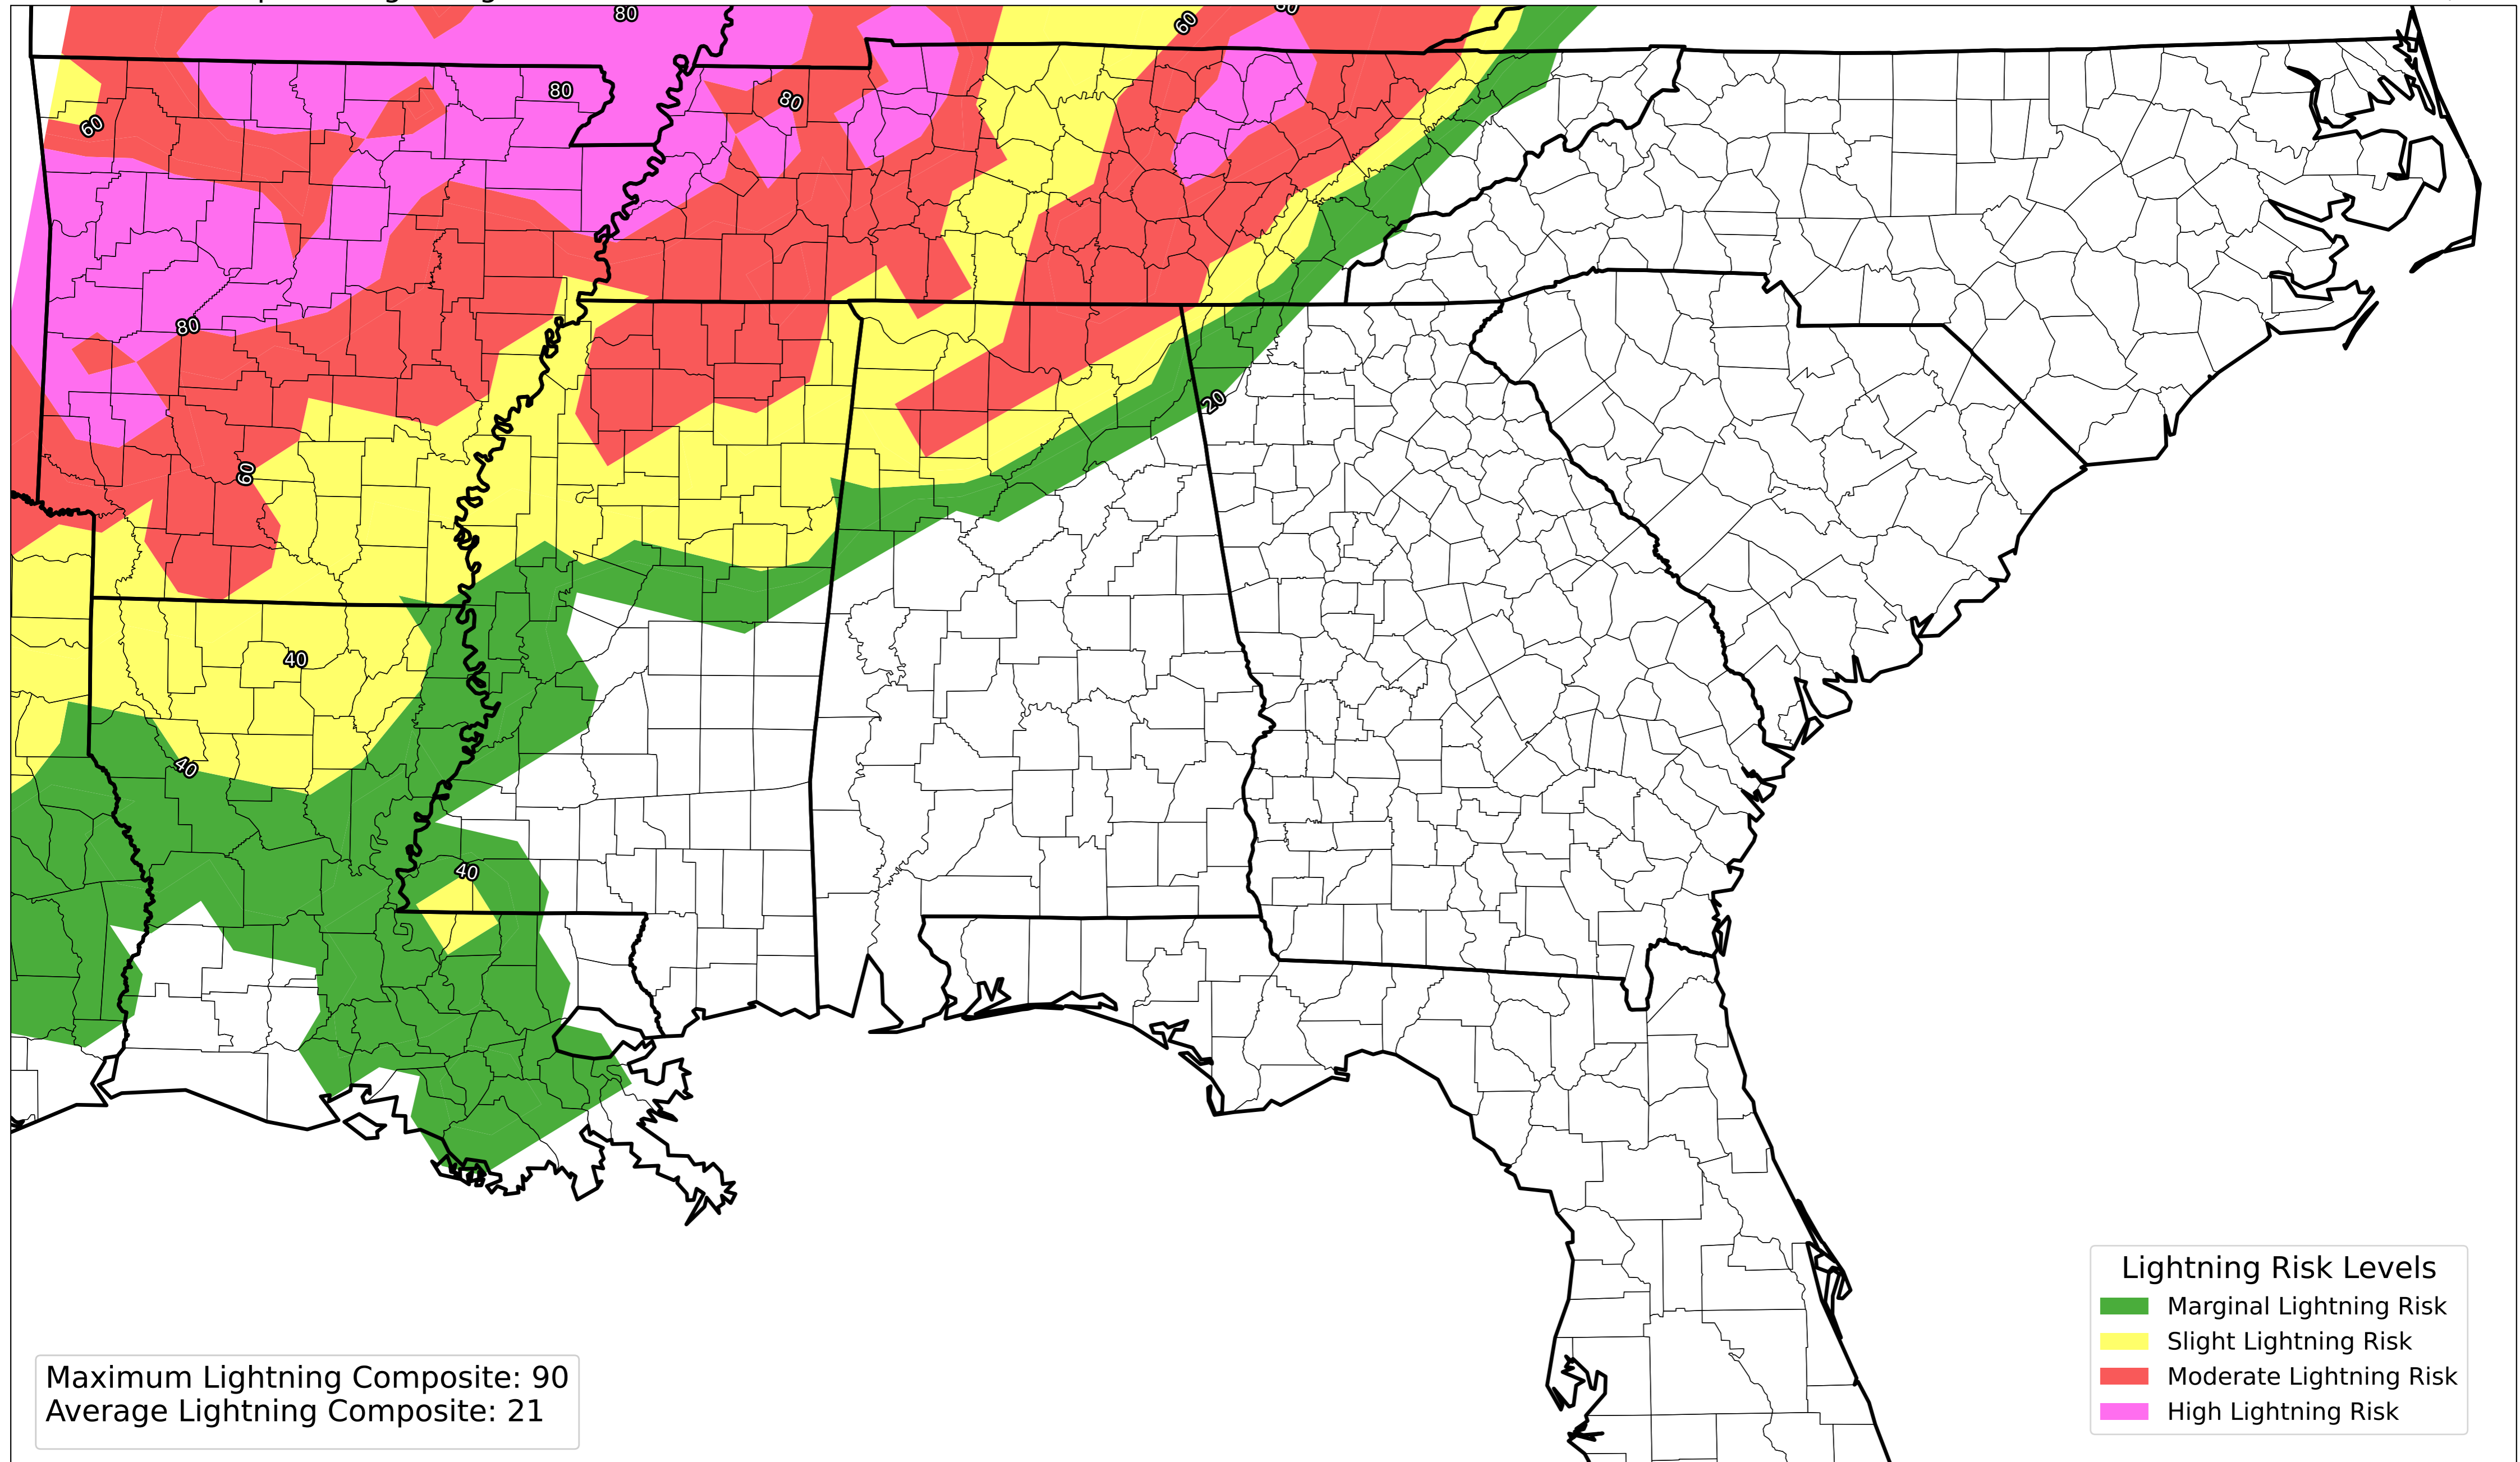 80
60
80
80
80
60
80
20
60
40
40
40
Lightning Risk Levels
Marginal Lightning Risk
Slight Lightning Risk
Moderate Lightning Risk
High Lightning Risk
Maximum Lightning Composite: 90
Average Lightning Composite: 21